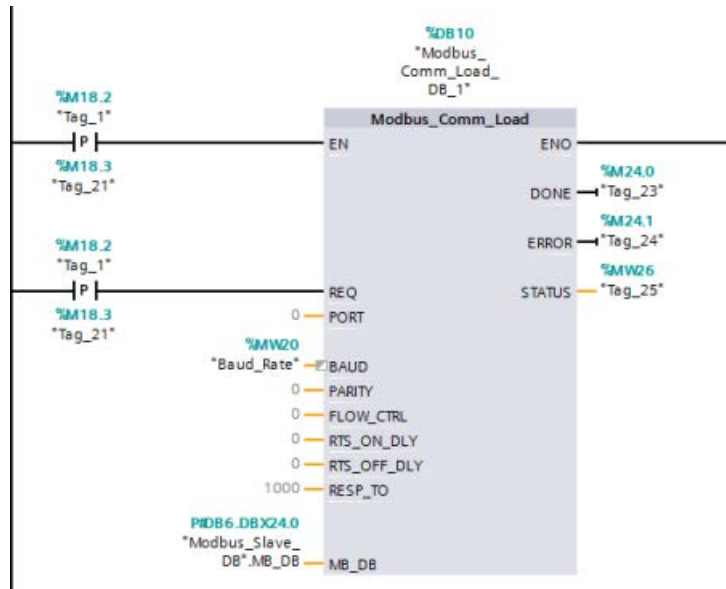 %DB10
"Modbus_
Comm_Load_
DB_1"
%M18.2
"Tag_1"
Modbus_Comm_Load
P
EN
ENO
%M18.3
"Tag_21"
%M24.0
DONE
"Tag_23"
%M24.1
ERROR
"Tag_24"
%M18.2
"Tag_1"
%MW26
P
REQ
STATUS
"Tag_25"
%M18.3
"Tag_21"
0
PORT
%MW20
"Baud_Rate"
BAUD
0
PARITY
0
FLOW_CTRL
0
RTS_ON_DLY
0
RTS_OFF_DLY
1000
RESP_TO
P#DB6.DBX24.0
"Modbus_Slave_
DB".MB_DB
MB_DB